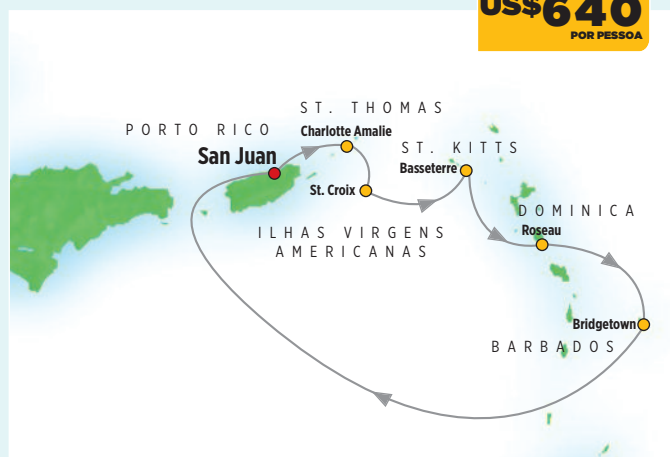 US$640
POR PESSOA
ST. THOMAS
PORTO RICO
Charlotte Amalie
San Juan
ST. KITTS
Basseterre
St. Croix
DOMINICA
Roseau
ILHAS VIRGENS
AMERICANAS
Bridgetown
BARBADOS